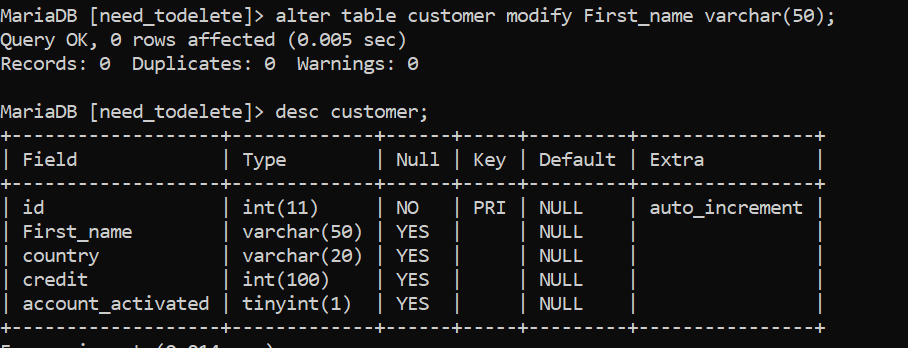 MariaDB [need_todelete]> alter table customer modify First_name varchar(50);
Query OK, 0 rows affected (0.005 sec)
Records: 0  Duplicates: 0  Warnings: 0
MariaDB [need_todelete]> desc customer;
+-------------------+-------------+------+-----+---------+----------------+
| Field             | Type        | Null | Key | Default | Extra          |
+-------------------+-------------+------+-----+---------+----------------+
| id                | int(11)     | NO   | PRI | NULL    | auto_increment |
| First_name        | varchar(50) | YES  |     | NULL    |                |
| country           | varchar(20) | YES  |     | NULL    |                |
| credit            | int(100)    | YES  |     | NULL    |                |
| account_activated | tinyint(1)  | YES  |     | NULL    |                |
+-------------------+-------------+------+-----+---------+----------------+